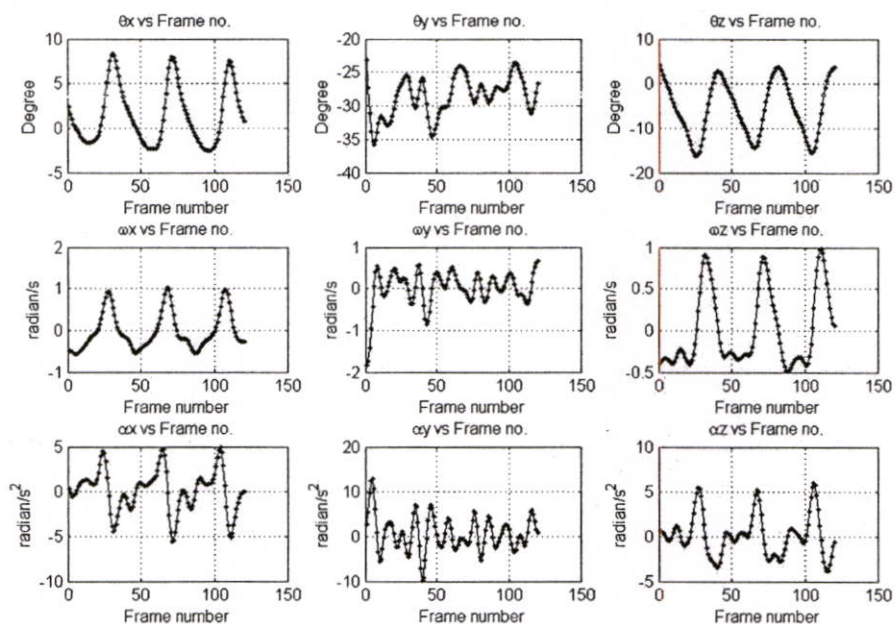 θx vs Frame no.
10
5
0
-5
Degree
0 50 100 150
Frame number
θy vs Frame no.
-20
-25
-30
-35
-40
Degree
0 50 100 150
Frame number
θz vs Frame no.
10
0
-10
-20
Degree
0 50 100 150
Frame number
ωx vs Frame no.
2
1
0
-1
radian/s
0 50 100 150
Frame number
ωy vs Frame no.
1
0
-1
-2
radian/s
0 50 100 150
Frame number
ωz vs Frame no.
1
0.5
0
-0.5
radian/s
0 50 100 150
Frame number
αx vs Frame no.
5
0
-5
-10
radian/s²
0 50 100 150
Frame number
αy vs Frame no.
20
10
0
-10
radian/s²
0 50 100 150
Frame number
αz vs Frame no.
10
5
0
-5
radian/s²
0 50 100 150
Frame number